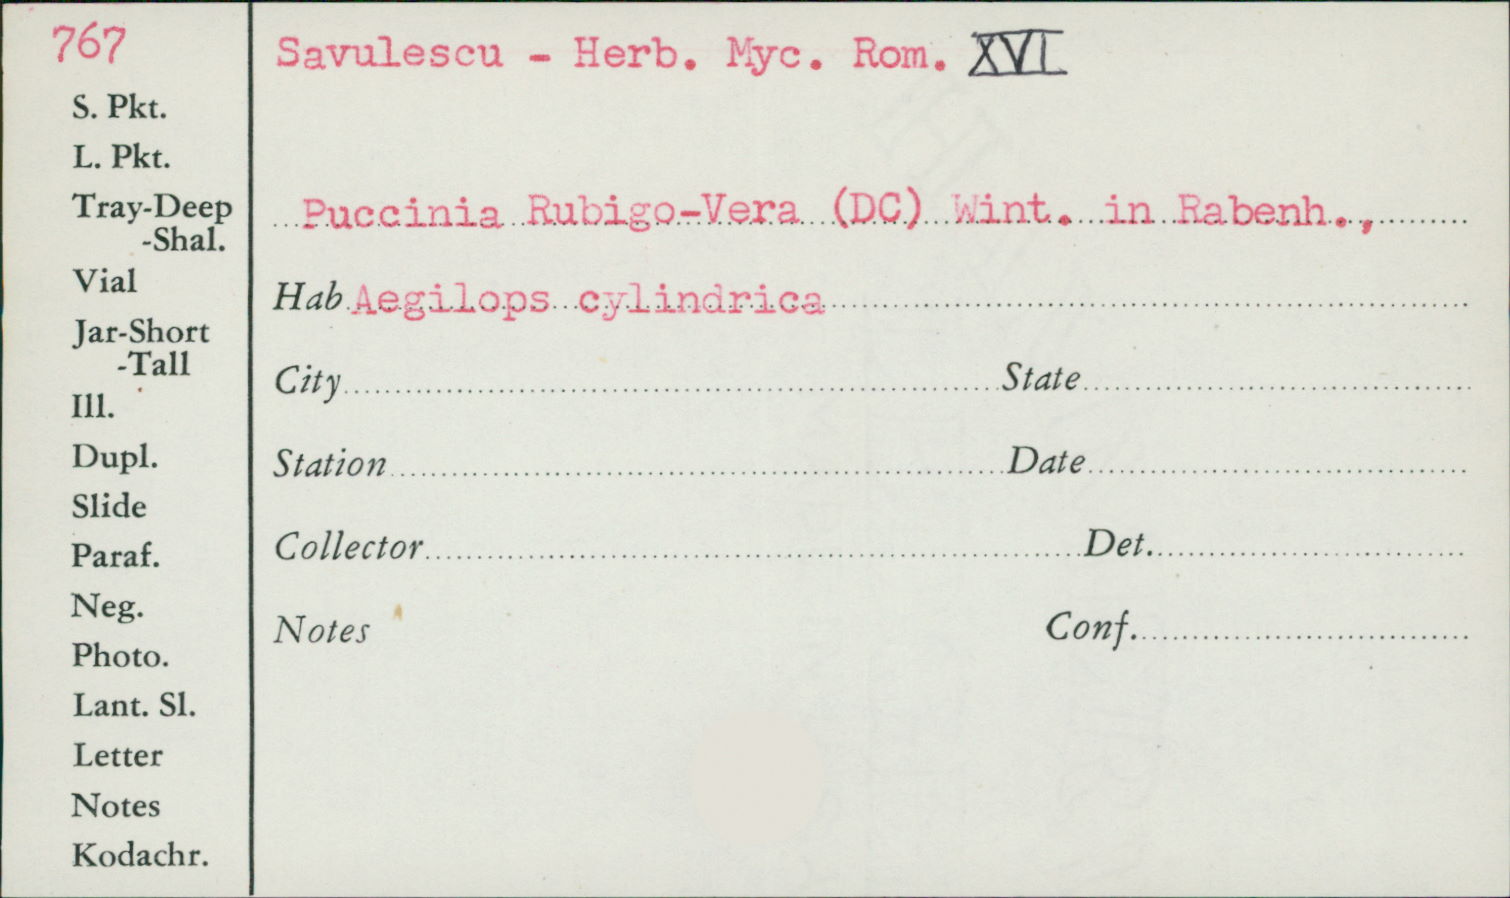 767
Savulescu - Herb. Myc. Rom. XVI
S. Pkt.
L. Pkt.
Tray-Deep
-Shal.
Vial
Jar-Short
-Tall
Ill.
Dupl.
Slide
Paraf.
Neg.
Photo.
Lant. Sl.
Letter
Notes
Kodachr.
Puccinia Rubigo-Vera (DC) Wint. in Rabenh.,
Hab Aegilops cylindrica
City State
Station Date
Collector Det.
Notes Conf.